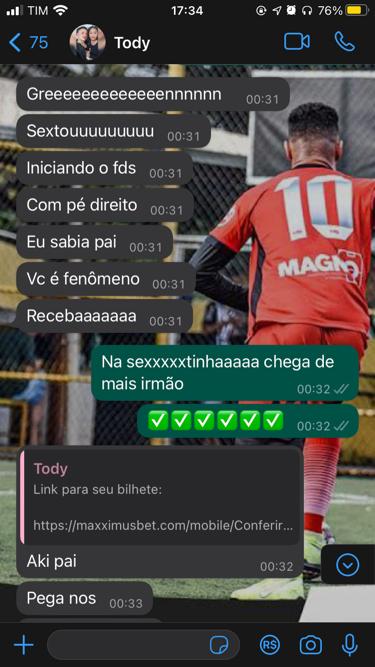 TIM 17:34 76%
75 Tody
Greeeeeeeeeeeeennnnnn 00:31
Sextouuuuuuuuu 00:31
Iniciando o fds 00:31
Com pé direito 00:31
Eu sabia pai 00:31
Vc é fenômeno 00:31
Recebaaaaaaa 00:31
10
MAGNO
Na sexxxxxtinhaaaaa chega de
mais irmão 00:32
✅✅✅✅✅✅ 00:32
Tody
Link para seu bilhete:
https://maxximusbet.com/mobile/Conferir...
Aki pai 00:32
Pega nos 00:33
R$